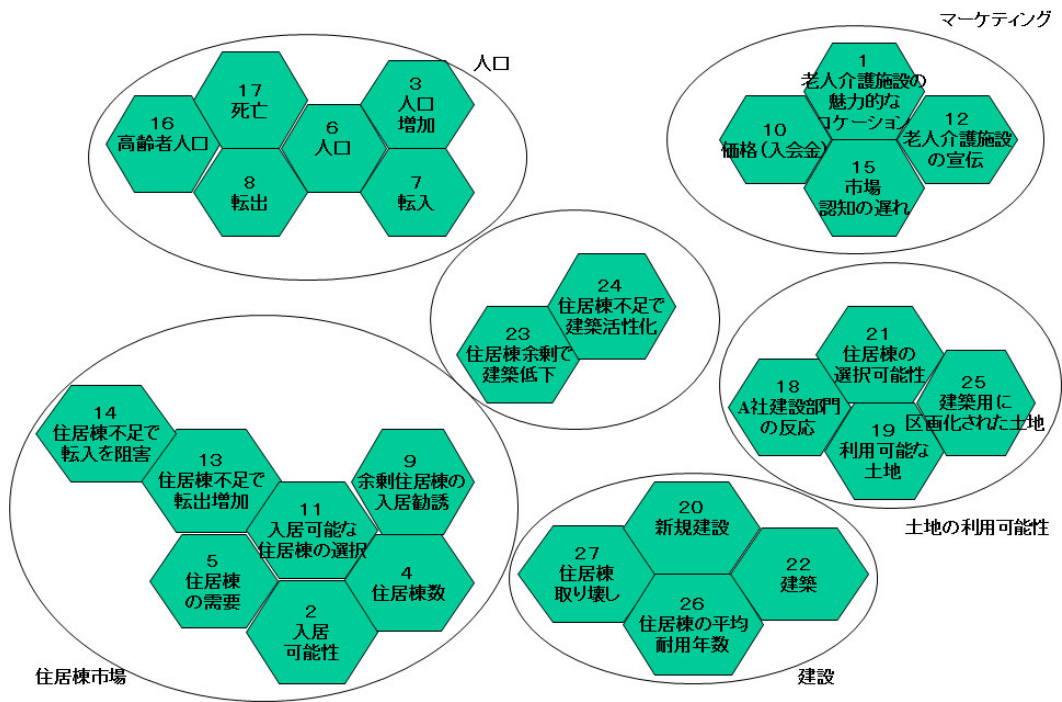 マーケティング
人口
17
死亡
3
人口
増加
16
高齢者人口
6
人口
8
転出
7
転入
1
老人介護施設の
魅力的な
ロケーション
10
価格(入会金)
12
老人介護施設
の宣伝
15
市場
認知の遅れ
24
住居棟不足で
建築活性化
23
住居棟余剰で
建築低下
21
住居棟の
選択可能性
18
A社建設部門
の反応
25
建築用に
区画化された土地
19
利用可能な
土地
土地の利用可能性
14
住居棟不足で
転入を阻害
13
住居棟不足で
転出増加
9
余剰住居棟の
入居勧誘
11
入居可能な
住居棟の選択
5
住居棟
の需要
4
住居棟数
2
入居
可能性
住居棟市場
20
新規建設
27
住居棟
取り壊し
22
建築
26
住居棟の平均
耐用年数
建設